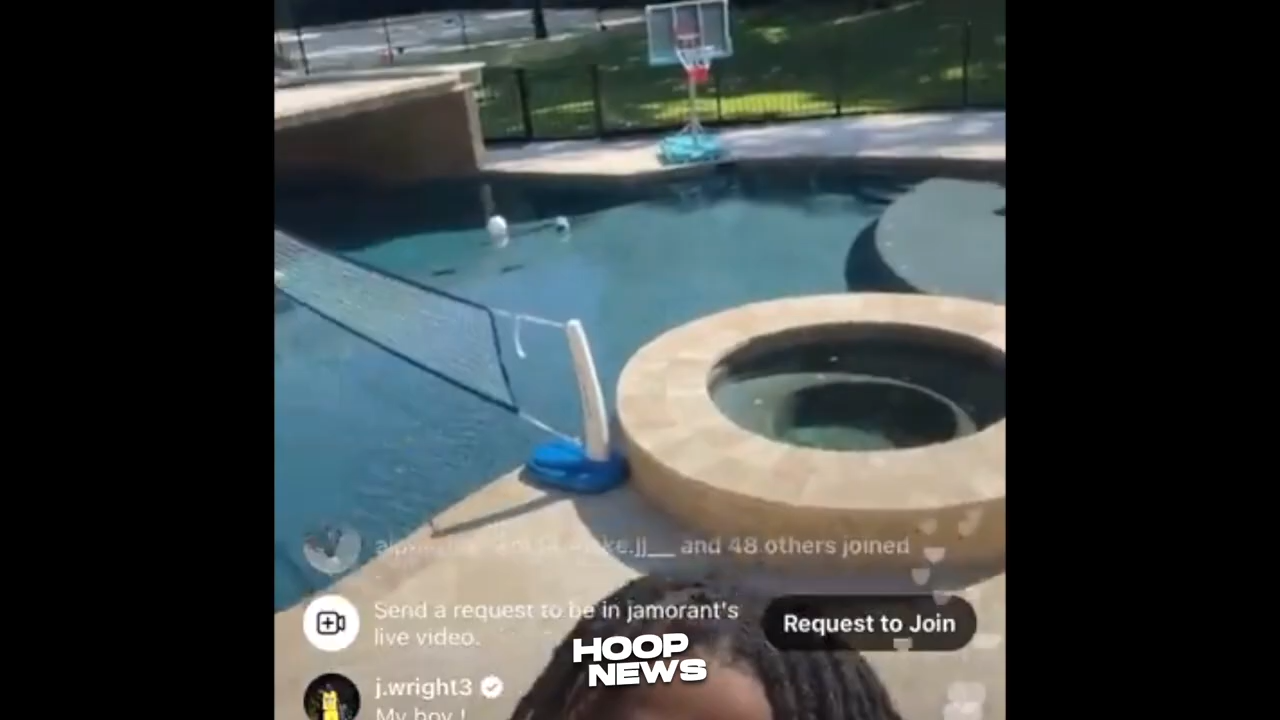 and 48 others joined
Send a request to be in jamorant's
live video.
Request to Join
HOOP
NEWS
j.wright3
My boy !